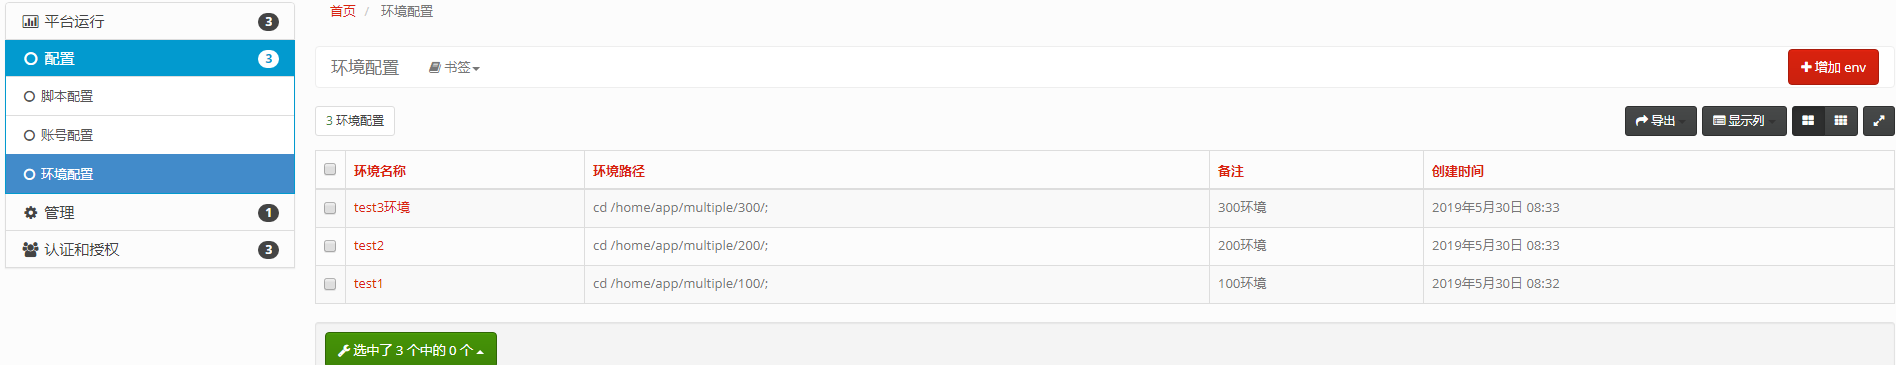 平台运行 3
配置 3
脚本配置
账号配置
环境配置
管理 1
认证和授权 3
首页 / 环境配置
环境配置 书签
增加 env
3 环境配置
导出 显示列
环境名称 环境路径 备注 创建时间
test3环境 cd /home/app/multiple/300/; 300环境 2019年5月30日 08:33
test2 cd /home/app/multiple/200/; 200环境 2019年5月30日 08:33
test1 cd /home/app/multiple/100/; 100环境 2019年5月30日 08:32
选中了 3 个中的 0 个